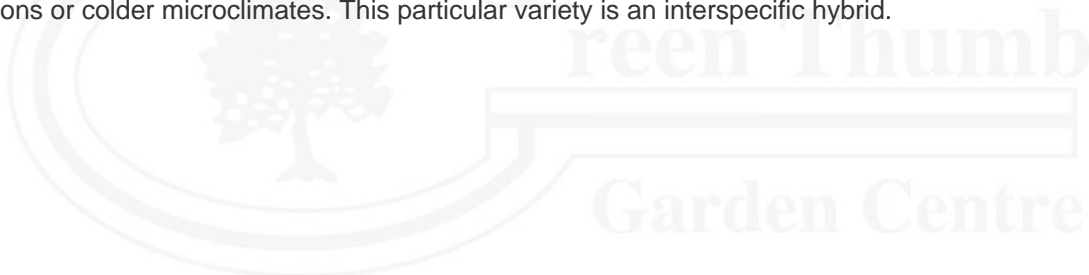 ons or colder microclimates. This particular variety is an interspecific hybrid.
reen Thumb
Garden Centre